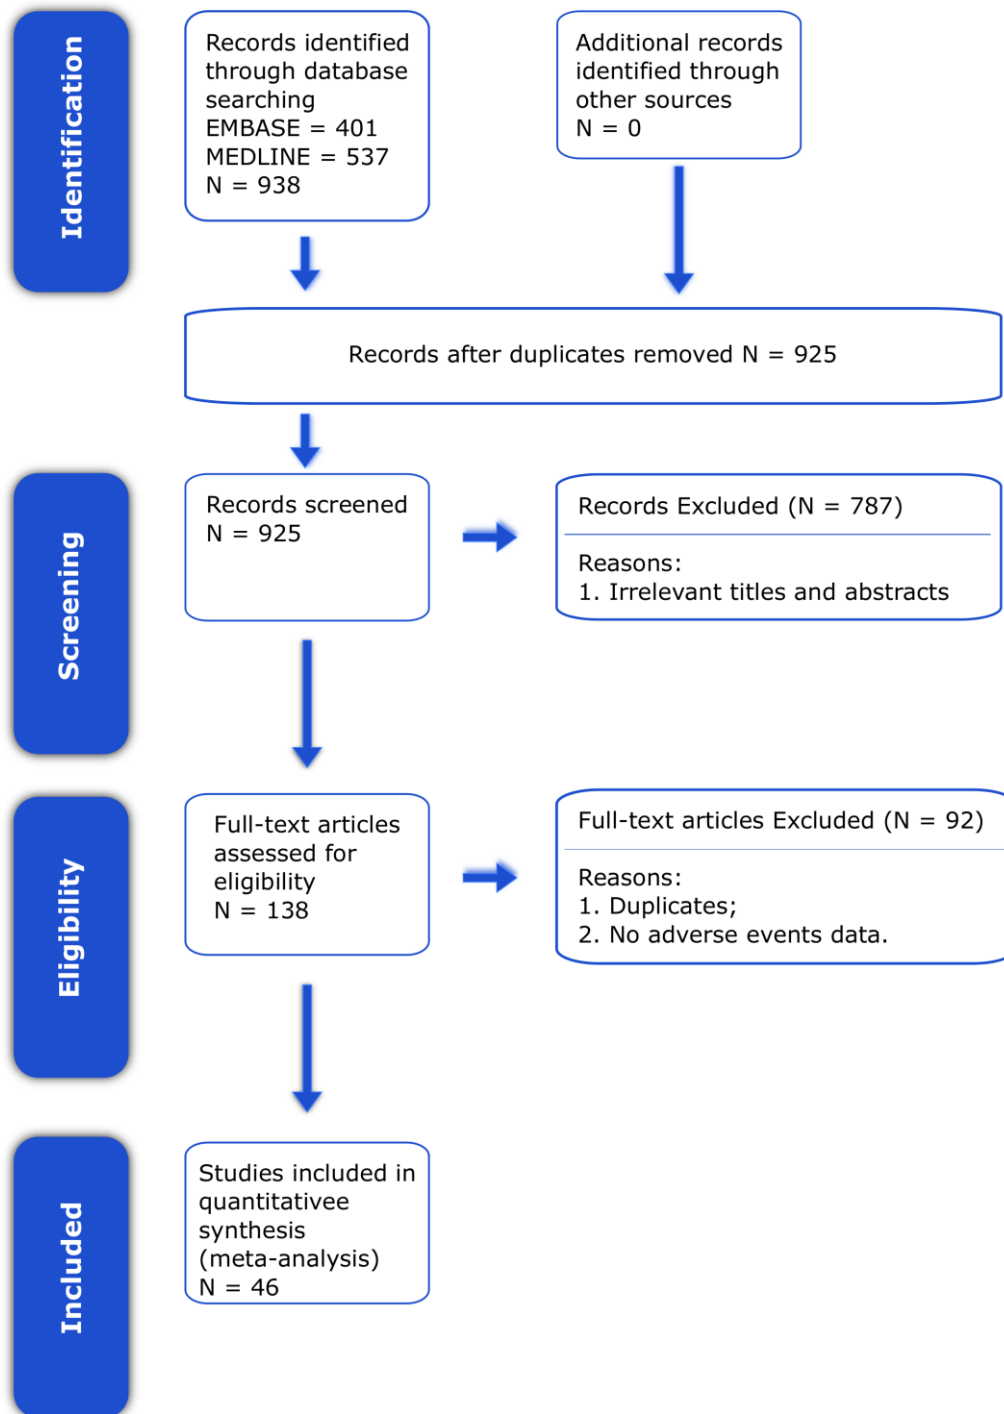 Identification
Records identified
through database
searching
EMBASE = 401
MEDLINE = 537
N = 938
Additional records
identified through
other sources
N = 0
Records after duplicates removed N = 925
Screening
Records screened
N = 925
Records Excluded (N = 787)
Reasons:
1. Irrelevant titles and abstracts
Eligibility
Full-text articles
assessed for
eligibility
N = 138
Full-text articles Excluded (N = 92)
Reasons:
1. Duplicates;
2. No adverse events data.
Included
Studies included in
quantitativee
synthesis
(meta-analysis)
N = 46